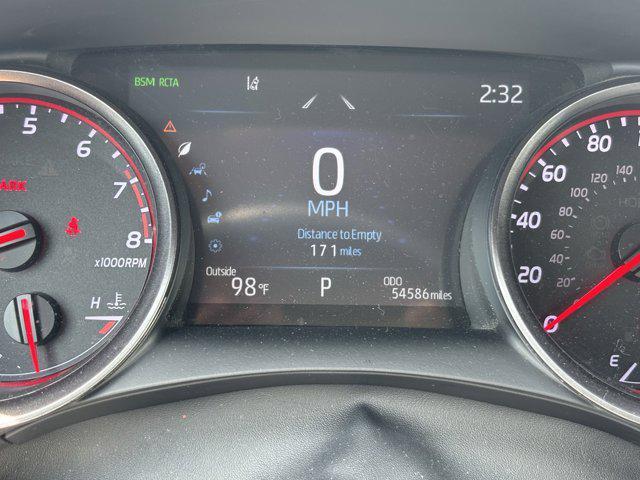 BSM RCTA
2:32
0
MPH
Distance to Empty
171 miles
Outside
98°F
P
ODO
54586 miles
5
6
7
8
x1000RPM
H
20
40
60
80
100
120
140
20
40
60
80
100
0
E